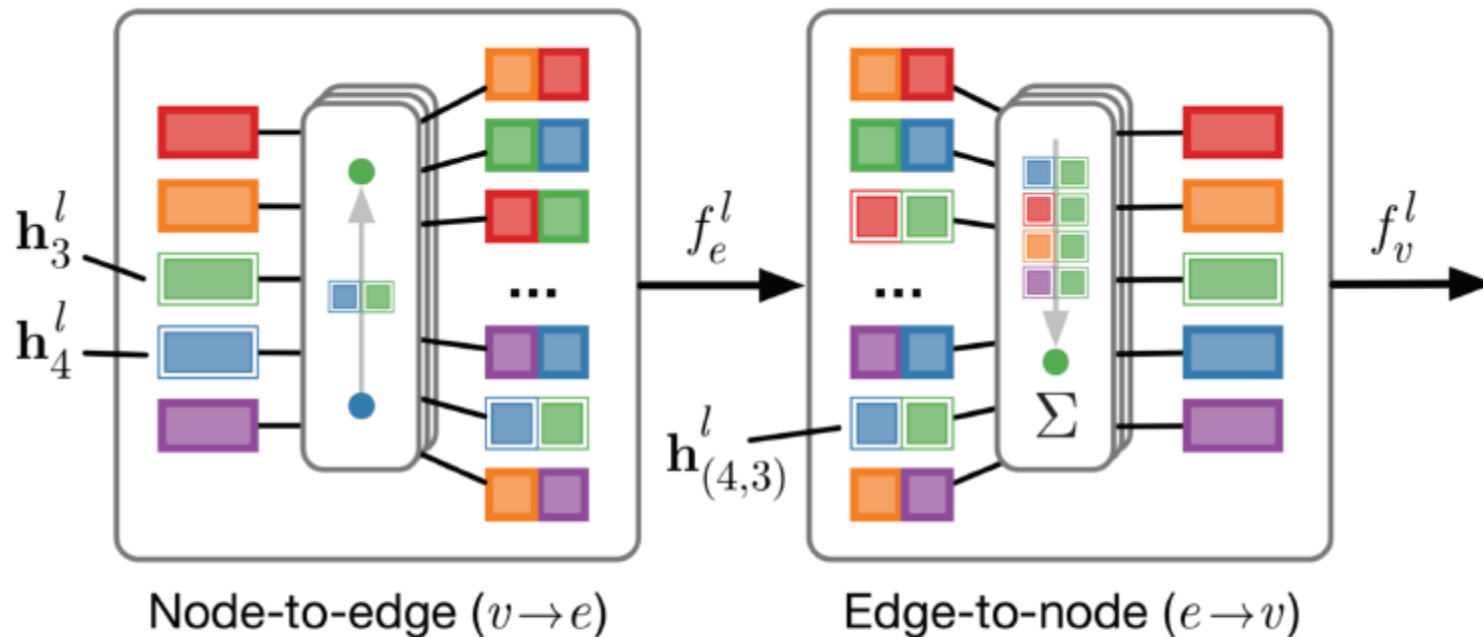 h_3^l
h_4^l
...
f_e^l
...
h_{(4,3)}^l
Σ
f_v^l
Node-to-edge (v→e)
Edge-to-node (e→v)